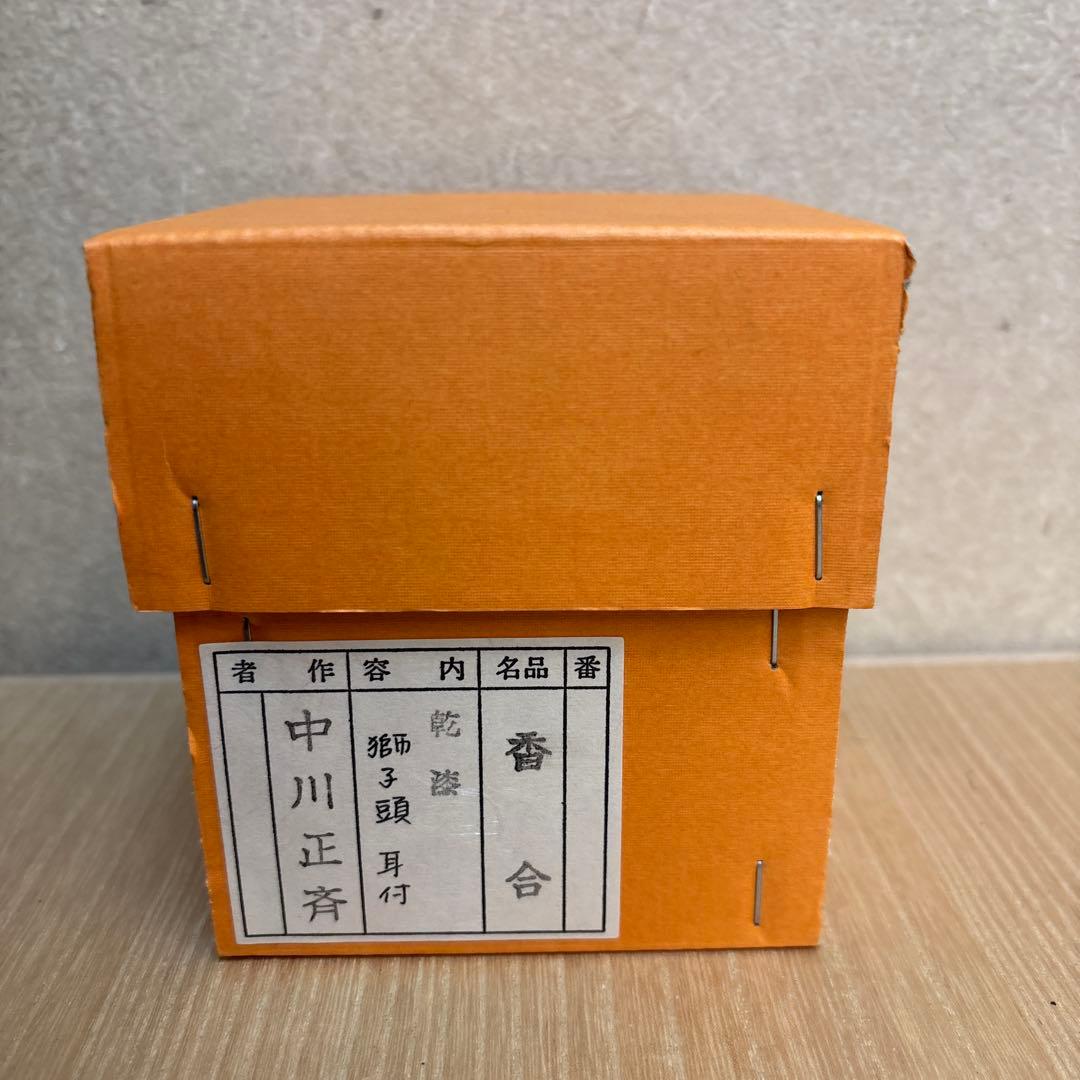 番
品名
香合
内容
乾漆
獅子頭 耳付
作者
中川正斉